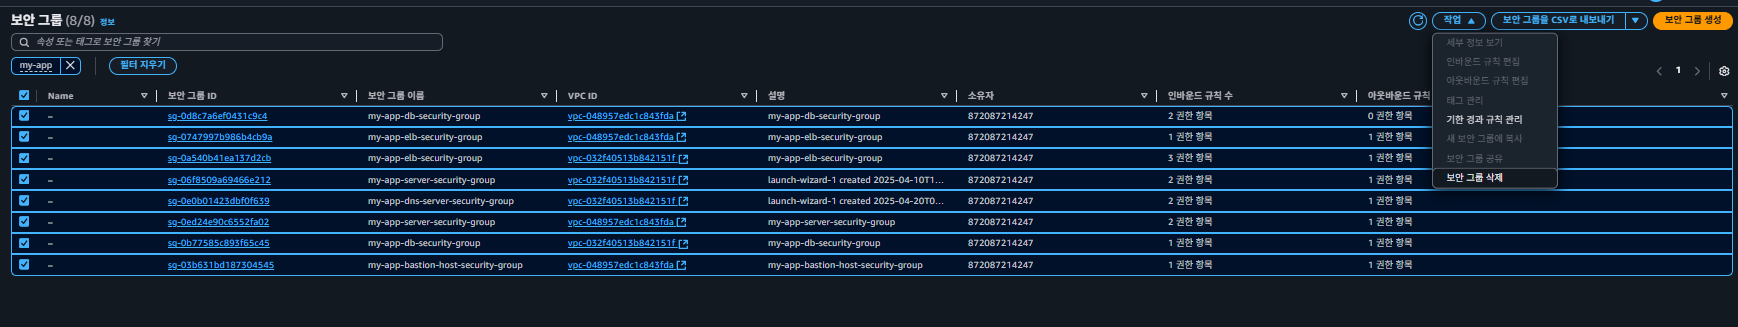 보안 그룹 (8/8) 정보
작업 보안 그룹을 CSV로 내보내기 보안 그룹 생성
속성 또는 태그로 보안 그룹 찾기
my-app 필터 지우기
1
세부 정보 보기
인바운드 규칙 편집
아웃바운드 규칙 편집
태그 관리
기한 경과 규칙 관리
새 보안 그룹에 복사
보안 그룹 공유
보안 그룹 삭제
Name 보안 그룹 ID 보안 그룹 이름 VPC ID 설명 소유자 인바운드 규칙 수 아웃바운드 규칙
– sg-0d8c7a6ef0431c9c4 my-app-db-security-group vpc-048957edc1c843fda my-app-db-security-group 872087214247 2 권한 항목 0 권한 항목
– sg-0747997b986b4cb9a my-app-elb-security-group vpc-048957edc1c843fda my-app-elb-security-group 872087214247 1 권한 항목 1 권한 항목
– sg-0a540b41ea137d2cb my-app-elb-security-group vpc-032f40513b842151f my-app-elb-security-group 872087214247 3 권한 항목 1 권한 항목
– sg-06f8509a69466e212 my-app-server-security-group vpc-032f40513b842151f launch-wizard-1 created 2025-04-10T1... 872087214247 2 권한 항목 1 권한 항목
– sg-0e0b01423dbf0f639 my-app-dns-server-security-group vpc-032f40513b842151f launch-wizard-1 created 2025-04-20T0... 872087214247 2 권한 항목 1 권한 항목
– sg-0ed24e90c6552fa02 my-app-server-security-group vpc-048957edc1c843fda my-app-server-security-group 872087214247 2 권한 항목 1 권한 항목
– sg-0b77585c893f65c45 my-app-db-security-group vpc-032f40513b842151f my-app-db-security-group 872087214247 1 권한 항목 1 권한 항목
– sg-03b631bd187304545 my-app-bastion-host-security-group vpc-048957edc1c843fda my-app-bastion-host-security-group 872087214247 1 권한 항목 1 권한 항목